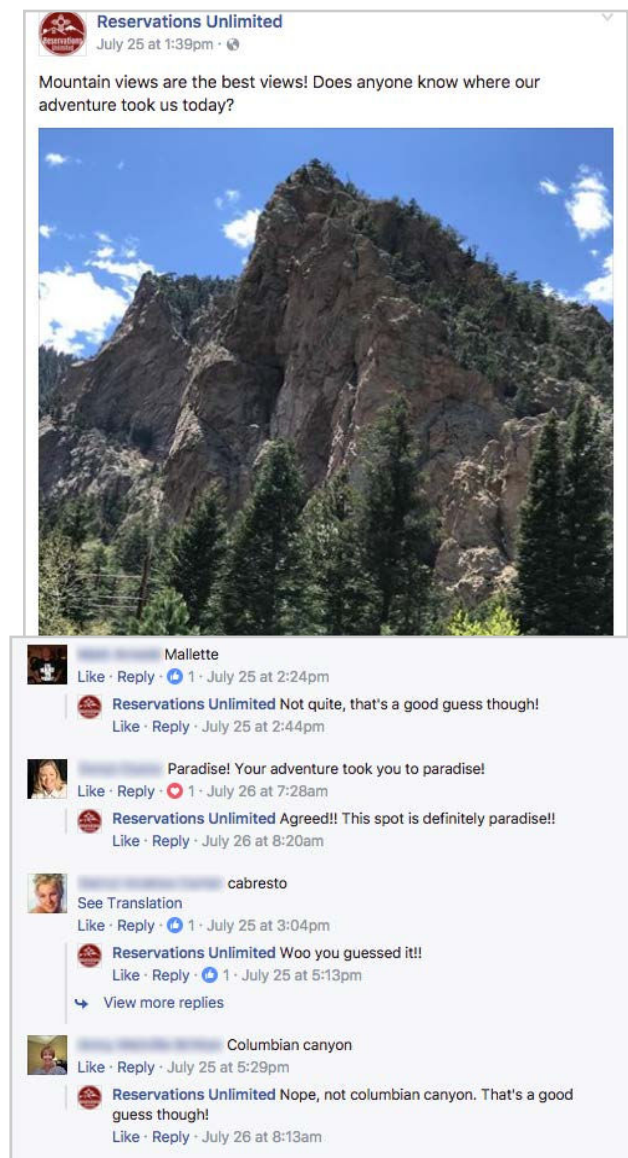 Reservations Unlimited
July 25 at 1:39pm ·
Mountain views are the best views! Does anyone know where our
adventure took us today?
Mallette
Like · Reply · 1 · July 25 at 2:24pm
Reservations Unlimited Not quite, that's a good guess though!
Like · Reply · July 25 at 2:44pm
Paradise! Your adventure took you to paradise!
Like · Reply · 1 · July 26 at 7:28am
Reservations Unlimited Agreed!! This spot is definitely paradise!!
Like · Reply · July 26 at 8:20am
cabresto
See Translation
Like · Reply · 1 · July 25 at 3:04pm
Reservations Unlimited Woo you guessed it!!
Like · Reply · 1 · July 25 at 5:13pm
View more replies
Columbian canyon
Like · Reply · July 25 at 5:29pm
Reservations Unlimited Nope, not columbian canyon. That's a good
guess though!
Like · Reply · July 26 at 8:13am